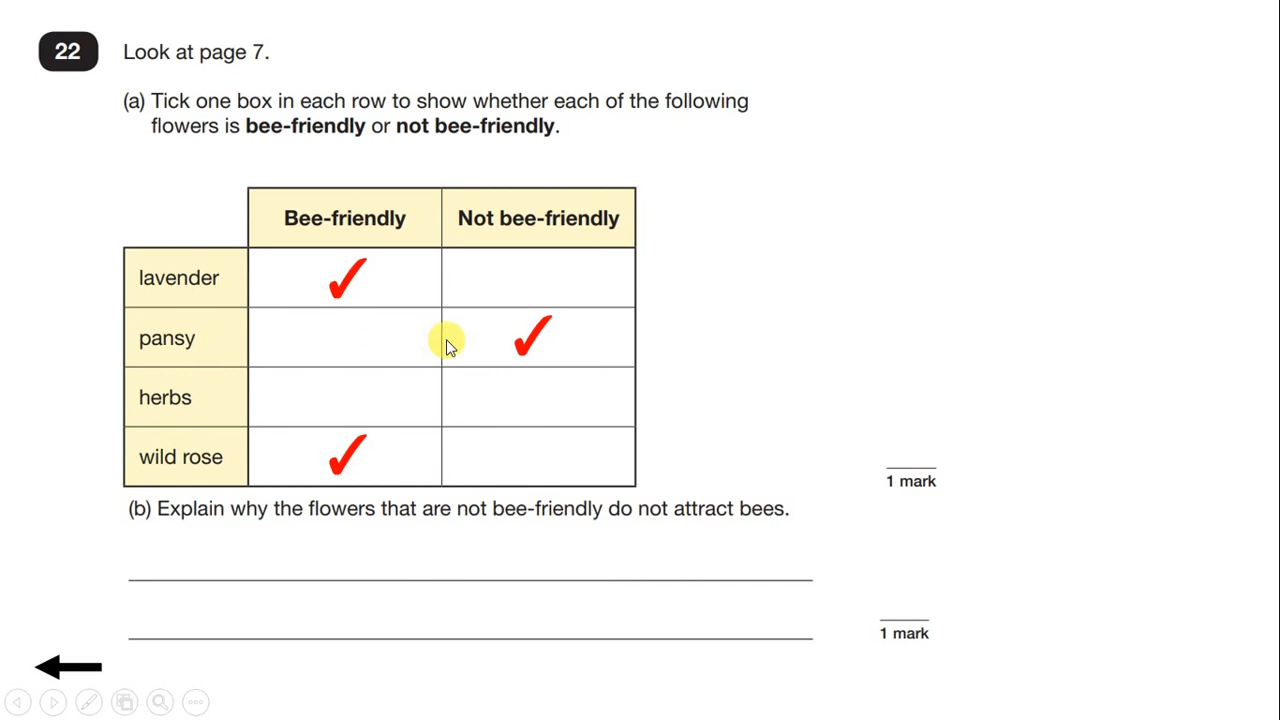 22 Look at page 7.
(a) Tick one box in each row to show whether each of the following
flowers is bee-friendly or not bee-friendly.
Bee-friendly Not bee-friendly
lavender ✓
pansy ✓
herbs
wild rose ✓
1 mark
(b) Explain why the flowers that are not bee-friendly do not attract bees.
1 mark